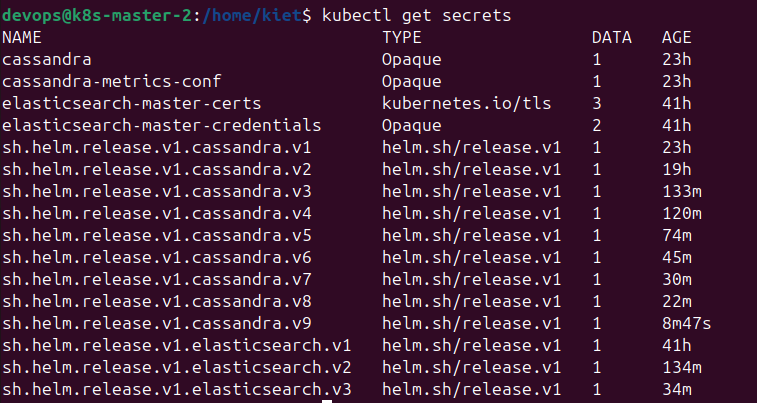 devops@k8s-master-2:/home/kiet$ kubectl get secrets
NAME TYPE DATA AGE
cassandra Opaque 1 23h
cassandra-metrics-conf Opaque 1 23h
elasticsearch-master-certs kubernetes.io/tls 3 41h
elasticsearch-master-credentials Opaque 2 41h
sh.helm.release.v1.cassandra.v1 helm.sh/release.v1 1 23h
sh.helm.release.v1.cassandra.v2 helm.sh/release.v1 1 19h
sh.helm.release.v1.cassandra.v3 helm.sh/release.v1 1 133m
sh.helm.release.v1.cassandra.v4 helm.sh/release.v1 1 120m
sh.helm.release.v1.cassandra.v5 helm.sh/release.v1 1 74m
sh.helm.release.v1.cassandra.v6 helm.sh/release.v1 1 45m
sh.helm.release.v1.cassandra.v7 helm.sh/release.v1 1 30m
sh.helm.release.v1.cassandra.v8 helm.sh/release.v1 1 22m
sh.helm.release.v1.cassandra.v9 helm.sh/release.v1 1 8m47s
sh.helm.release.v1.elasticsearch.v1 helm.sh/release.v1 1 41h
sh.helm.release.v1.elasticsearch.v2 helm.sh/release.v1 1 134m
sh.helm.release.v1.elasticsearch.v3 helm.sh/release.v1 1 34m